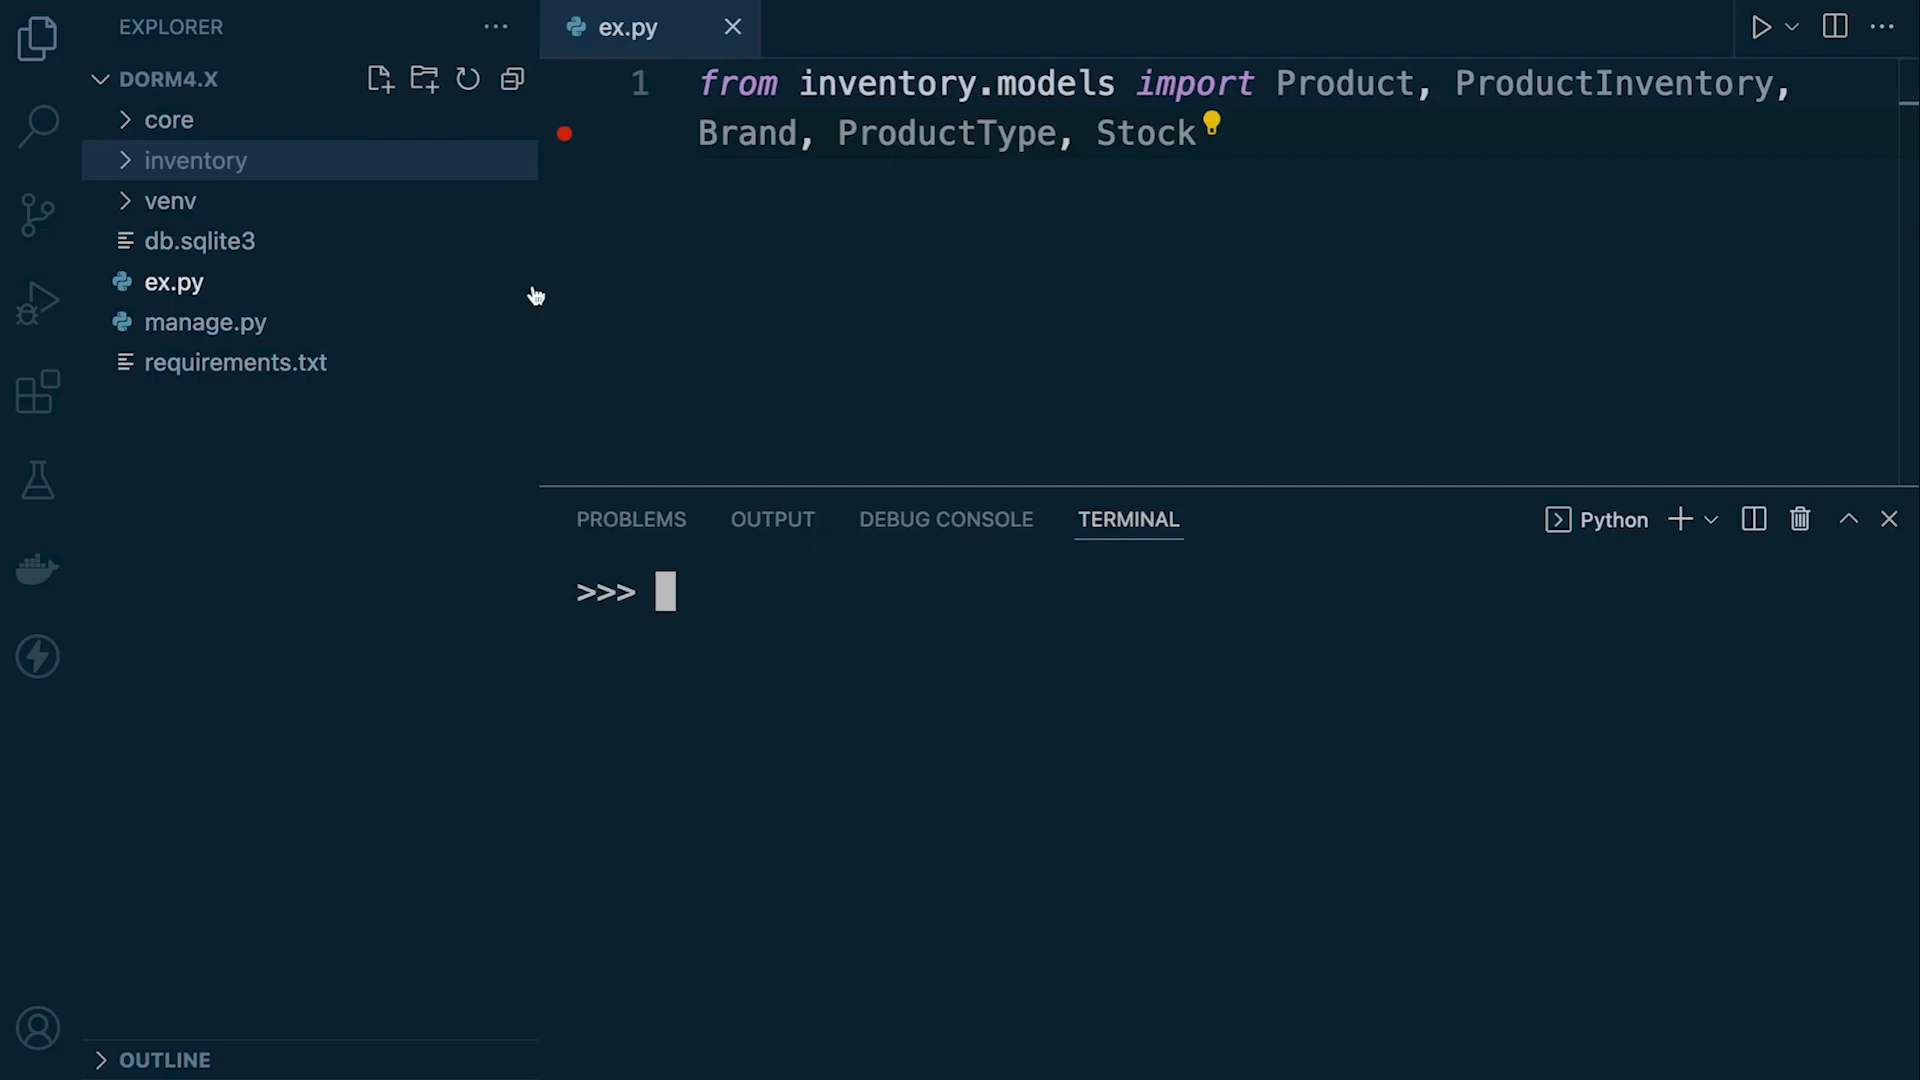 EXPLORER
DORM4.X
core
inventory
venv
db.sqlite3
ex.py
manage.py
requirements.txt
OUTLINE
ex.py
1 from inventory.models import Product, ProductInventory,
Brand, ProductType, Stock
PROBLEMS OUTPUT DEBUG CONSOLE TERMINAL Python
>>>